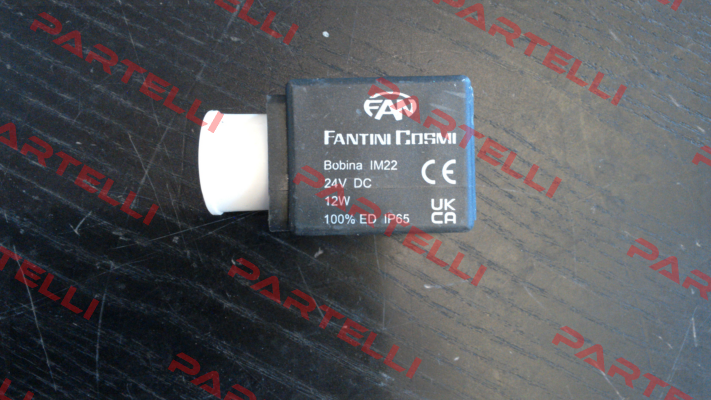 FAN
FANTINI COSMI
Bobina IM22
24V DC
12W
100% ED IP65
CE
UK
CA
PARTELLI
PARTELLI
PARTELLI
PARTELLI
PARTELLI
PARTELLI
PARTELLI
PARTELLI
PARTELLI